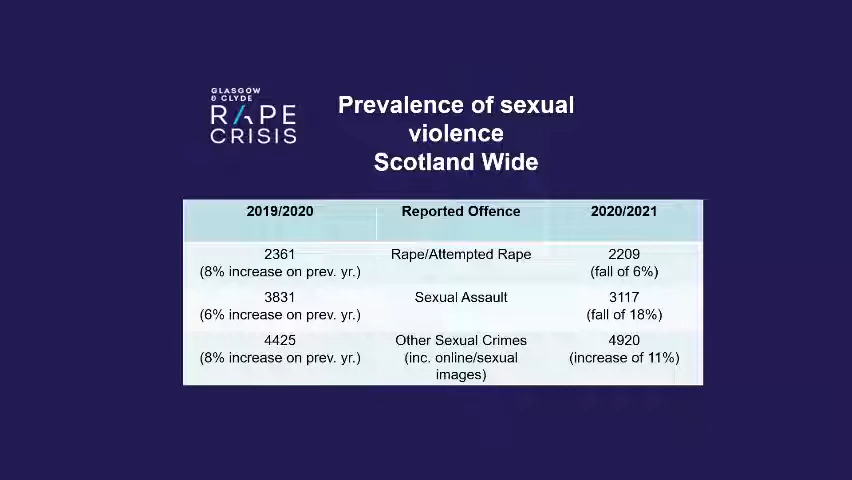 GLASGOW
& CLYDE
RAPE
CRISIS
Prevalence of sexual
violence
Scotland Wide
2019/2020 Reported Offence 2020/2021
2361 Rape/Attempted Rape 2209
(8% increase on prev. yr.) (fall of 6%)
3831 Sexual Assault 3117
(6% increase on prev. yr.) (fall of 18%)
4425 Other Sexual Crimes 4920
(8% increase on prev. yr.) (inc. online/sexual (increase of 11%)
images)